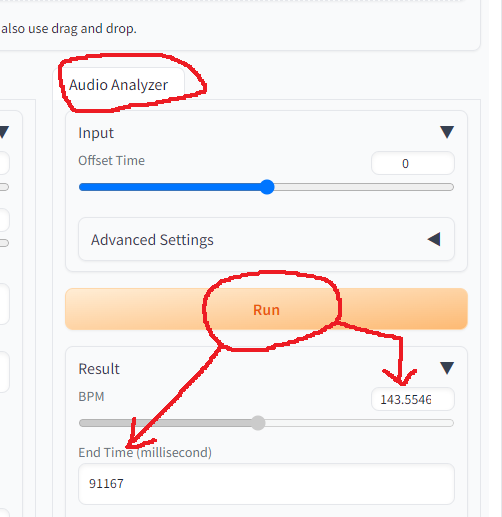 also use drag and drop.
Audio Analyzer
Input
Offset Time
0
Advanced Settings
Run
Result
BPM
143.5546
End Time (millisecond)
91167